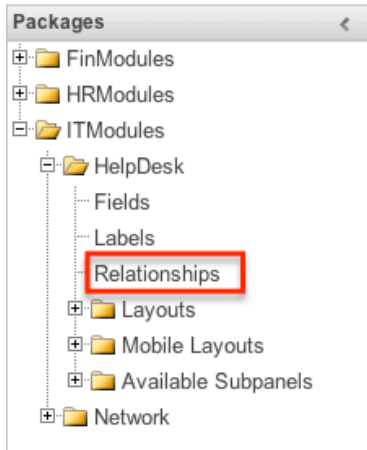 Packages
FinModules
HRModules
ITModules
HelpDesk
Fields
Labels
Relationships
Layouts
Mobile Layouts
Available Subpanels
Network